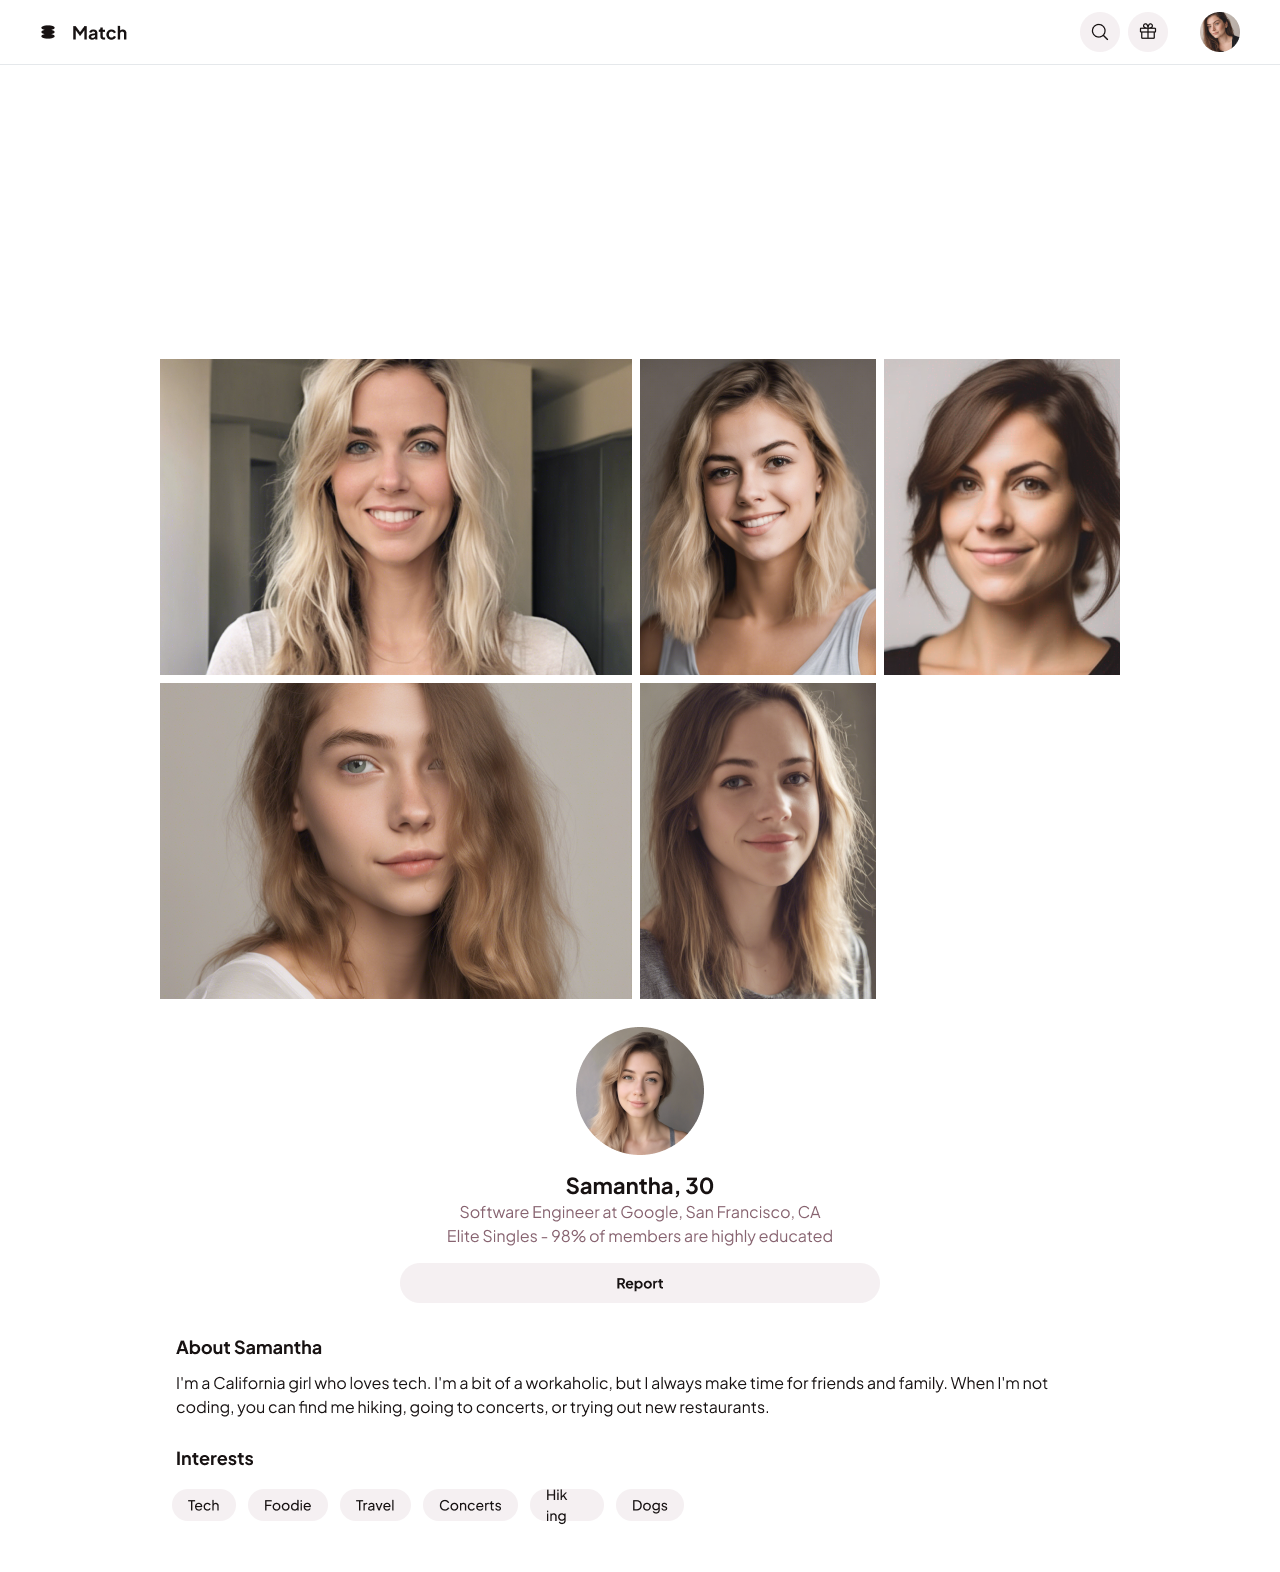 Match
Samantha, 30
Software Engineer at Google, San Francisco, CA
Elite Singles - 98% of members are highly educated
Report
About Samantha
I'm a California girl who loves tech. I'm a bit of a workaholic, but I always make time for friends and family. When I'm not
coding, you can find me hiking, going to concerts, or trying out new restaurants.
Interests
Tech
Foodie
Travel
Concerts
Hik
ing
Dogs